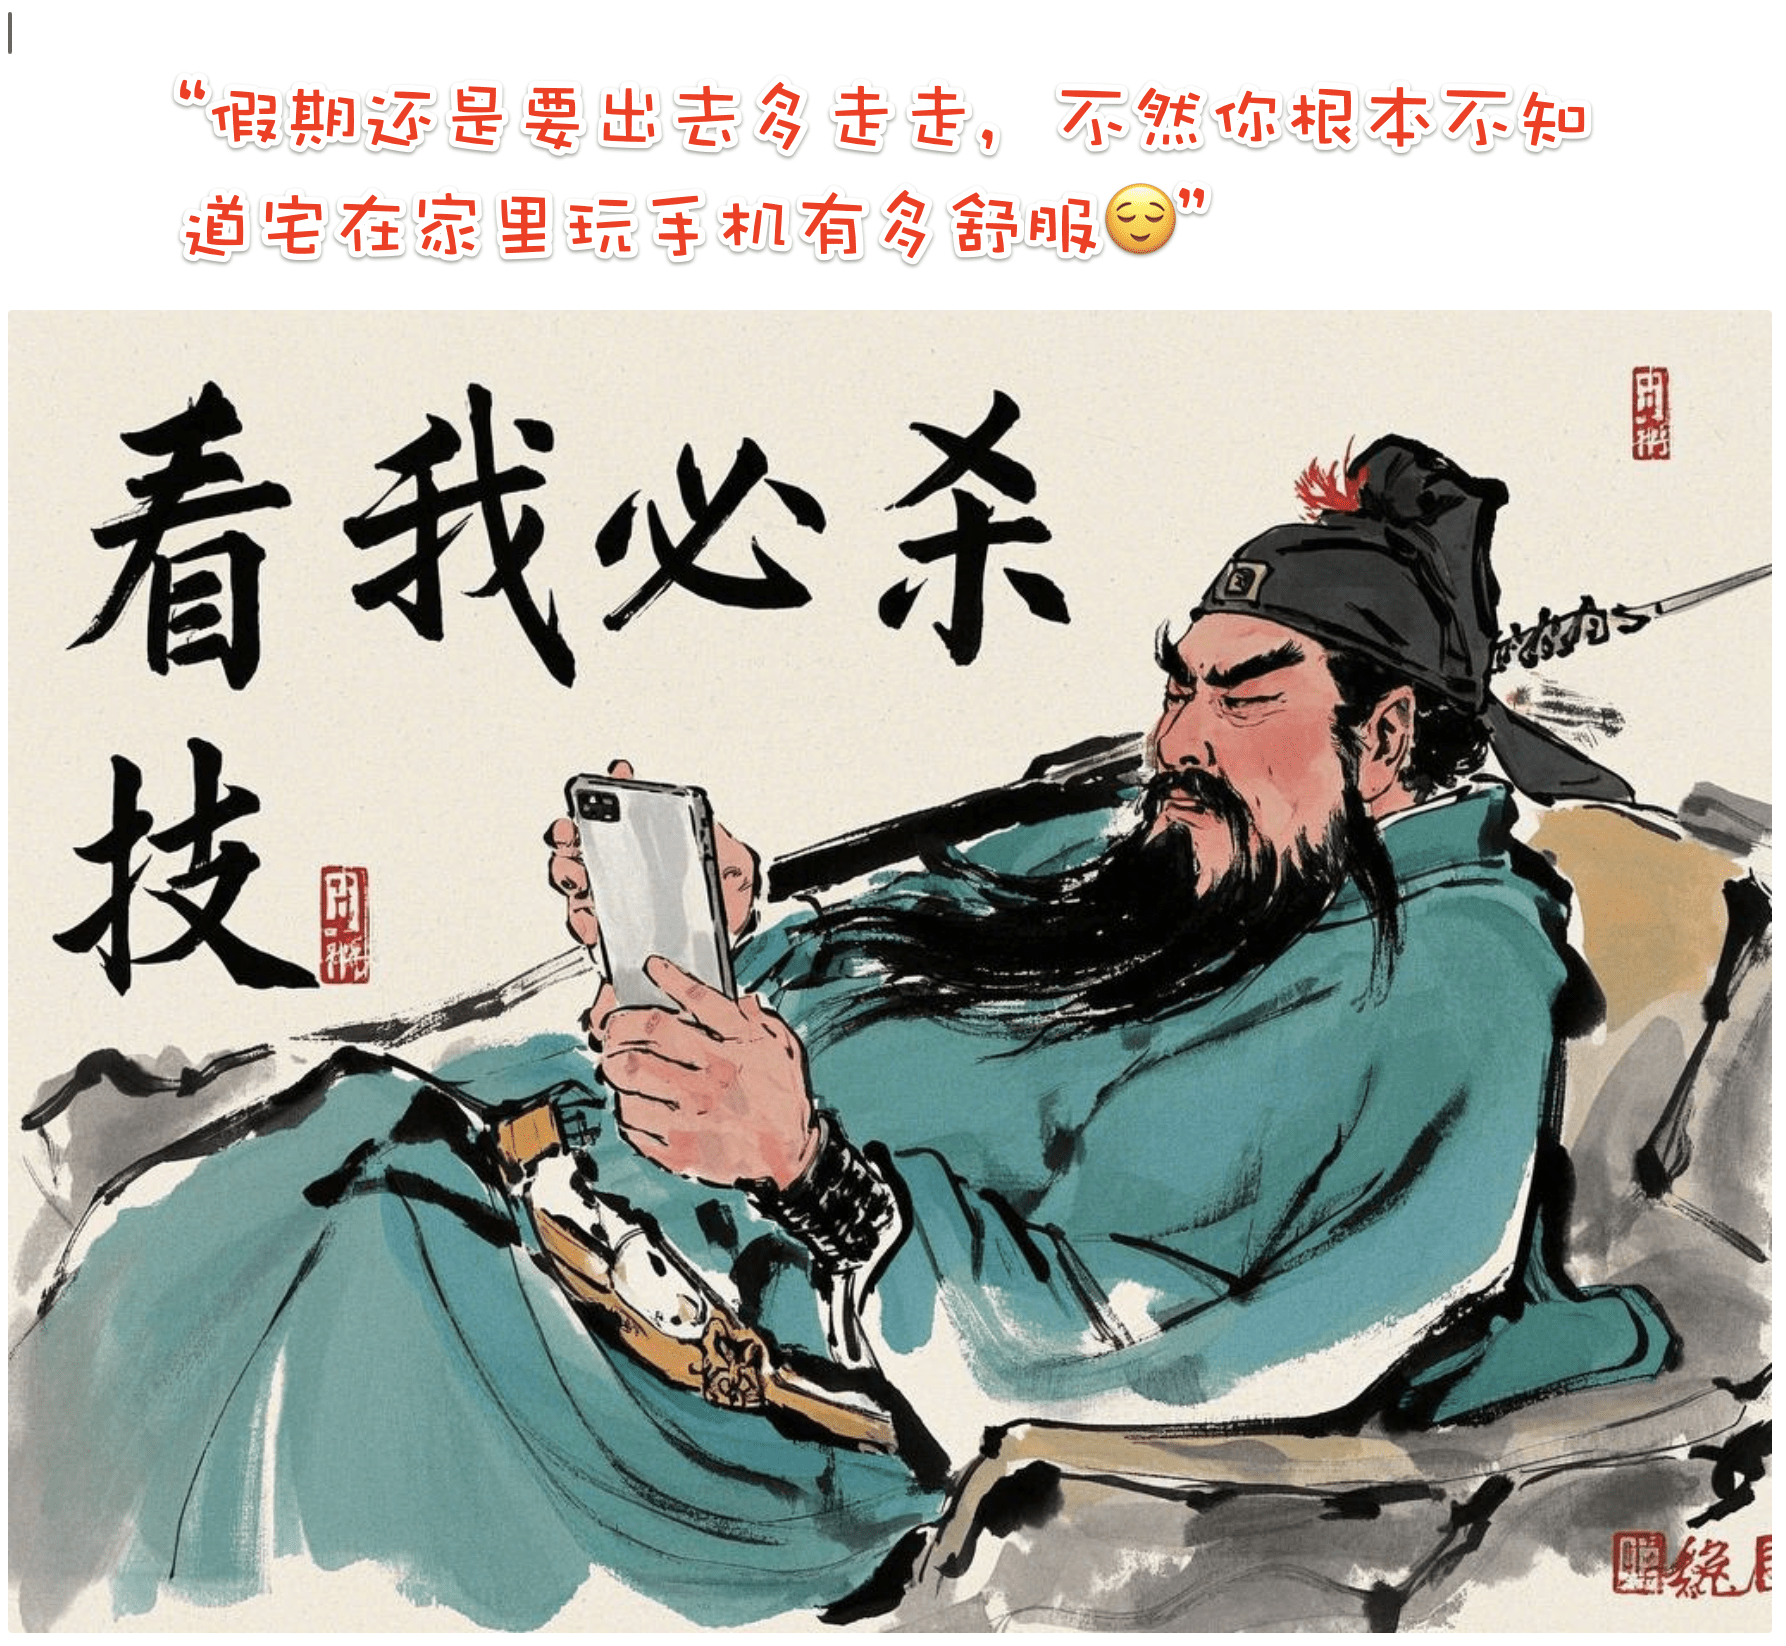 “假期还是要出去多走走，不然你根本不知
道宅在家里玩手机有多舒服😌”
看我必杀
技